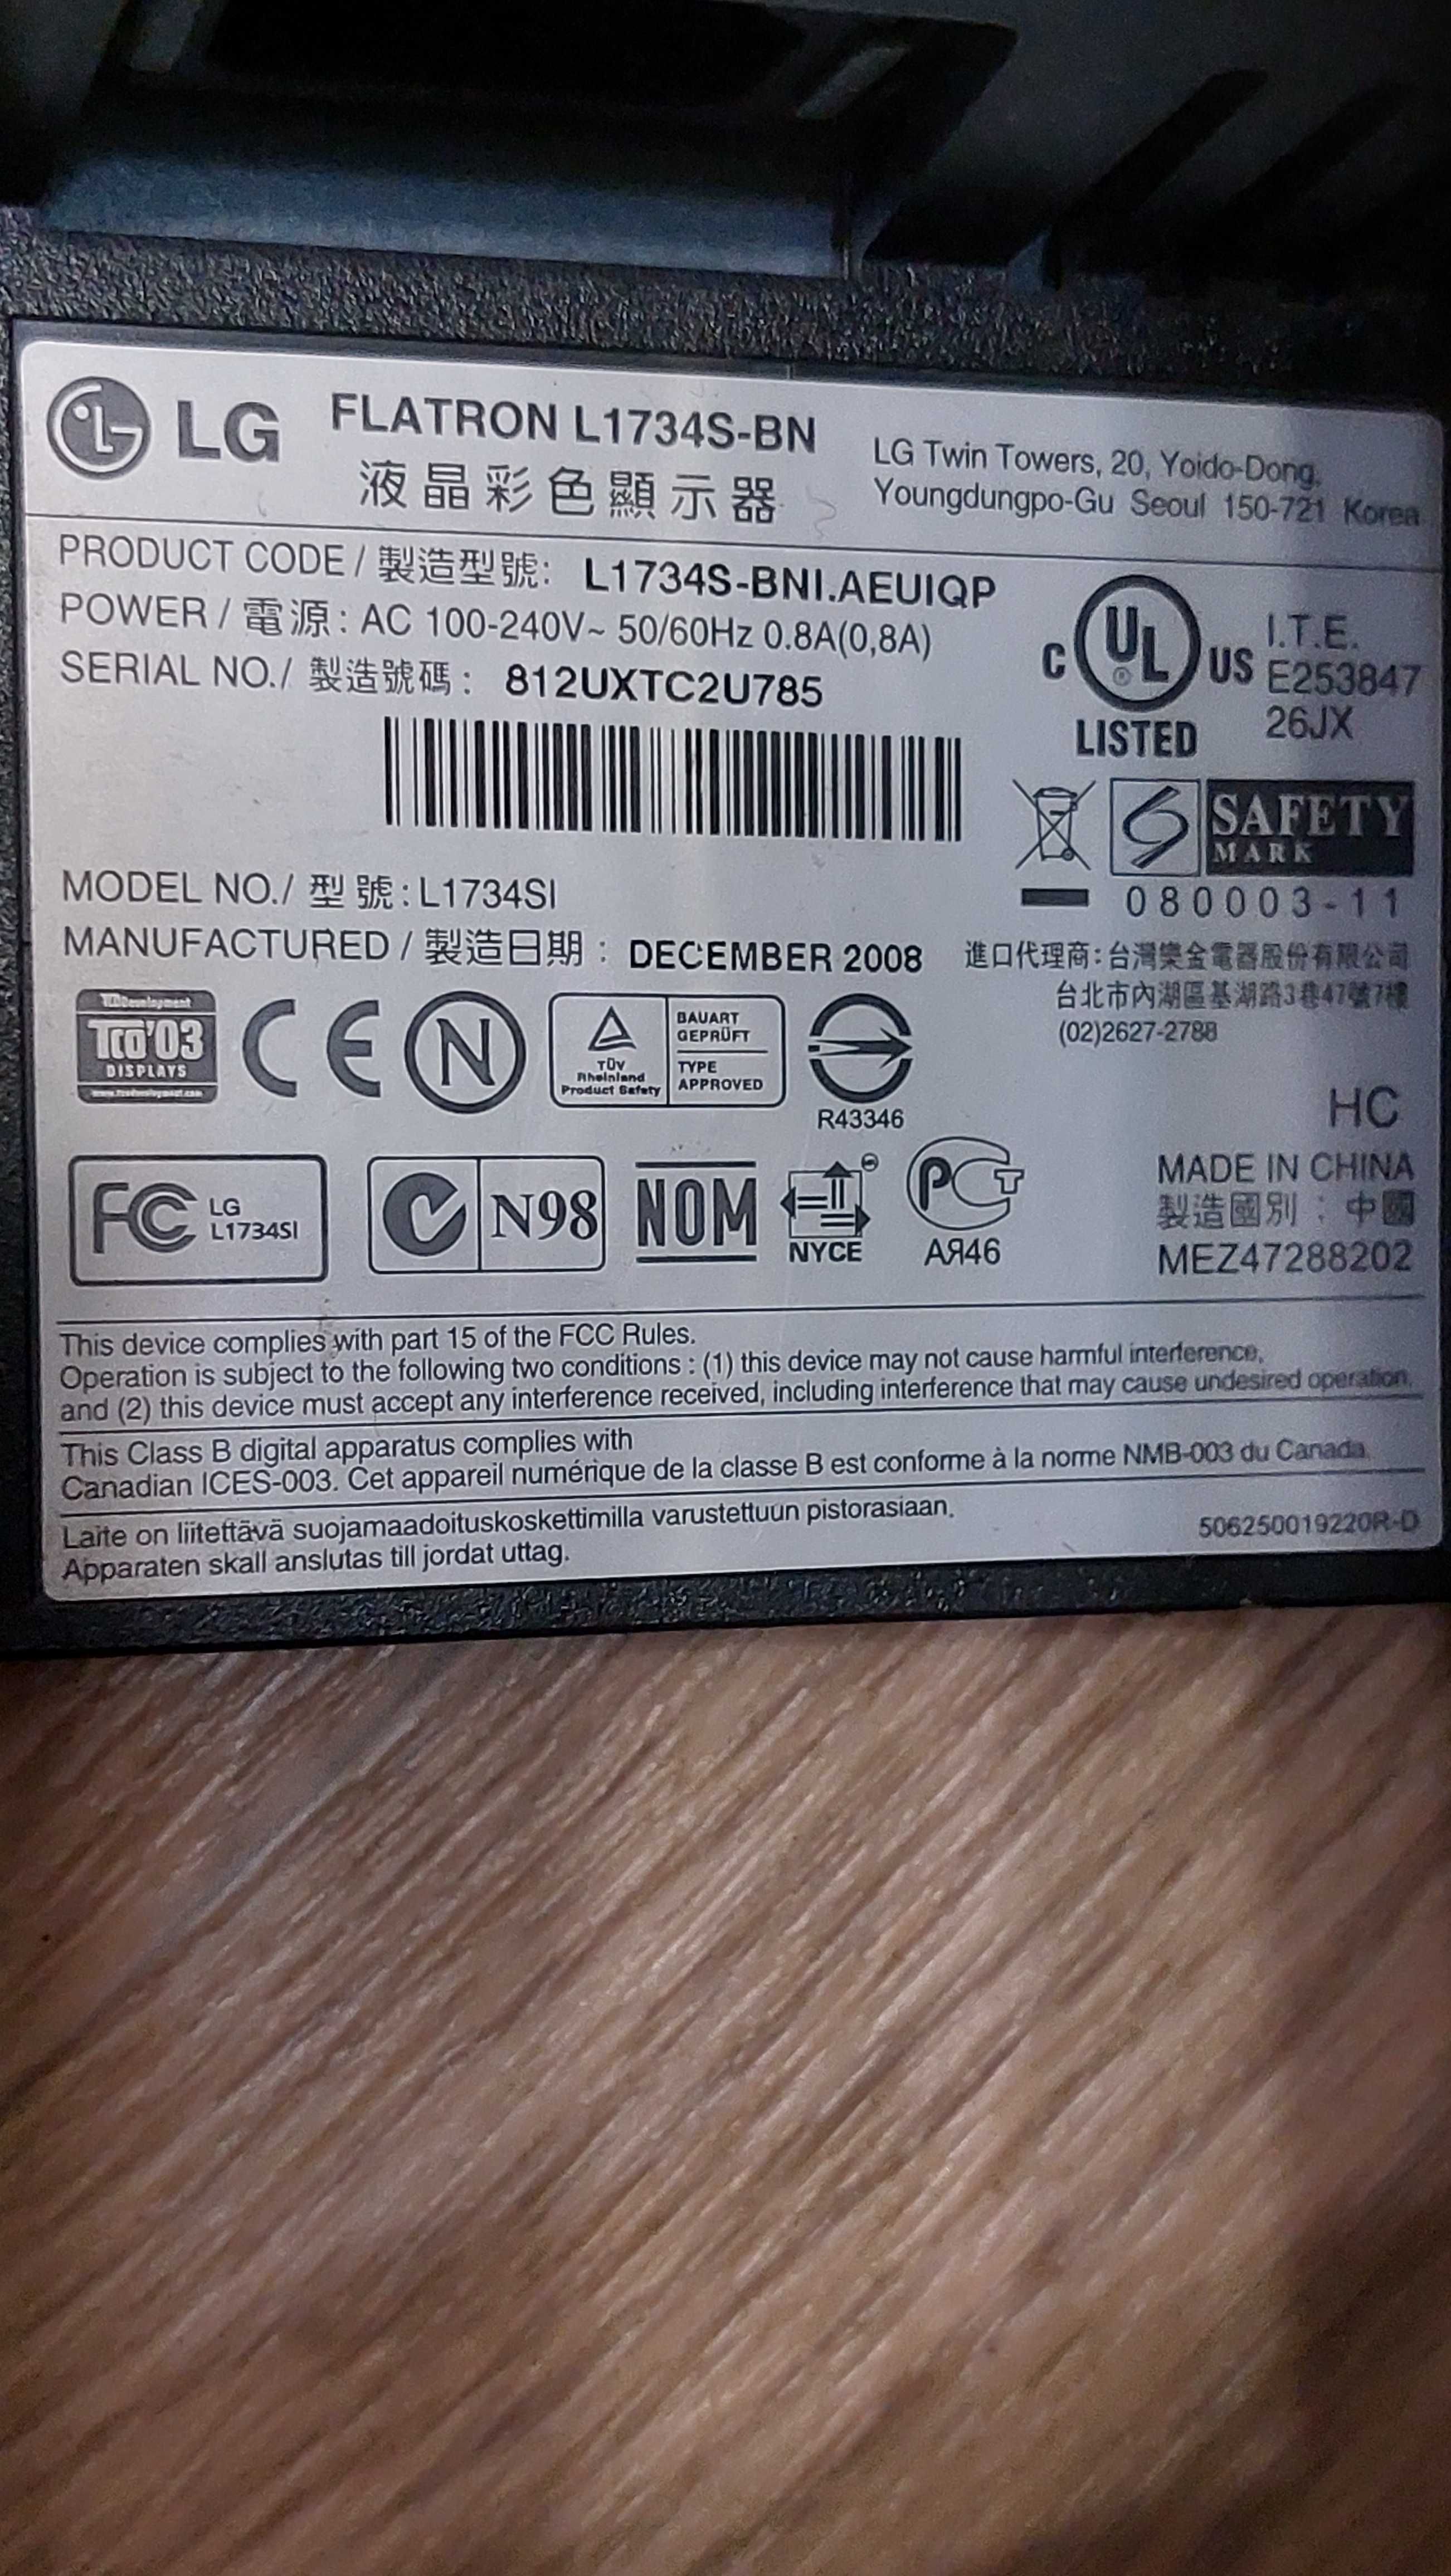 LG FLATRON L1734S-BN
液晶彩色顯示器
LG Twin Towers, 20, Yoido-Dong,
Youngdungpo-Gu Seoul 150-721 Korea
PRODUCT CODE / 製造型號: L1734S-BNI.AEUIQP
POWER / 電源: AC 100-240V~ 50/60Hz 0.8A(0,8A)
SERIAL NO./ 製造號碼: 812UXTC2U785
C UL ® US
LISTED
I.T.E.
E253847
26JX
SAFETY
MARK
080003-11
MODEL NO./ 型號:L1734SI
MANUFACTURED / 製造日期: DECEMBER 2008
進口代理商:台灣樂金電器股份有限公司
台北市內湖區基湖路3巷47號7樓
(02)2627-2788
TCO Development
TCO'03
DISPLAYS
www.tcodevelopment.com
CE
N
TÜV
Rheinland
Product Safety
BAUART
GEPRÜFT
TYPE
APPROVED
R43346
HC
FC LG
L1734SI
N98
NOM
NYCE
PCT
АЯ46
MADE IN CHINA
製造國別: 中國
MEZ47288202
This device complies with part 15 of the FCC Rules.
Operation is subject to the following two conditions : (1) this device may not cause harmful interference,
and (2) this device must accept any interference received, including interference that may cause undesired operation.
This Class B digital apparatus complies with
Canadian ICES-003. Cet appareil numérique de la classe B est conforme à la norme NMB-003 du Canada.
Laite on liitettävä suojamaadoituskoskettimilla varustettuun pistorasiaan.
Apparaten skall anslutas till jordat uttag.
506250019220R-D